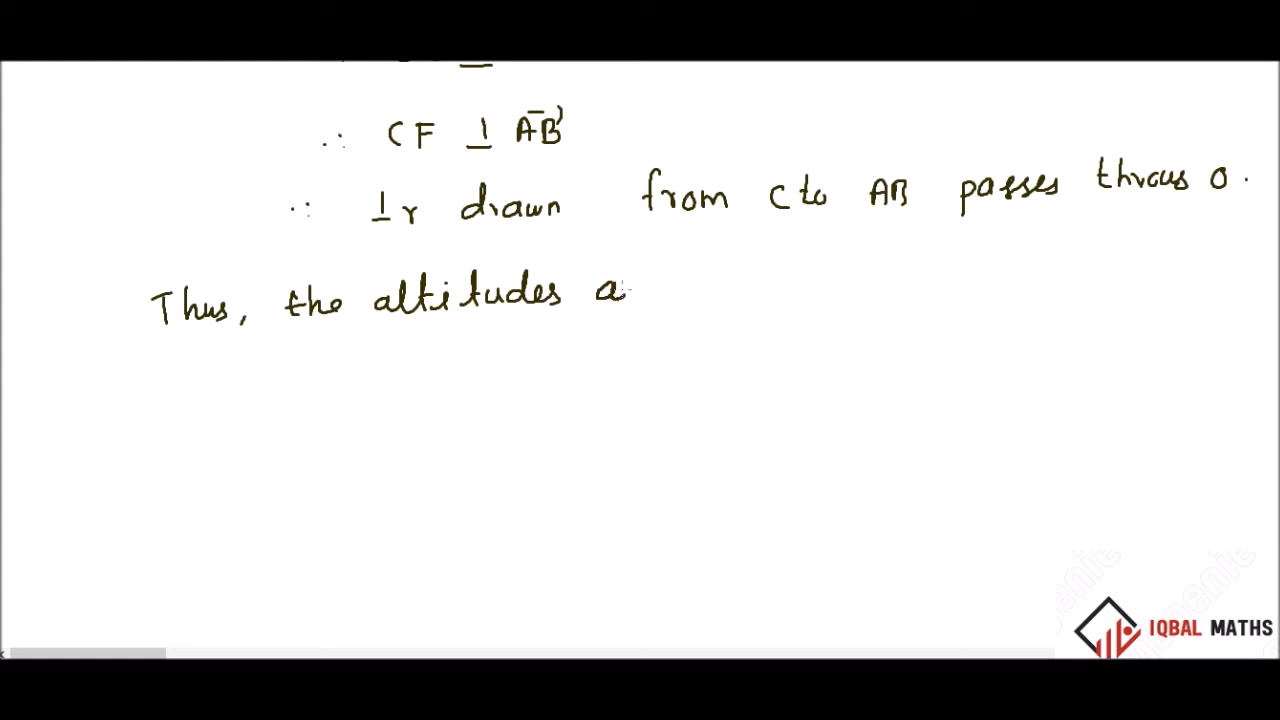 ∴ CF ⊥ AB
∴ ⊥r drawn from C to AB passes throus O.
Thus, the altitudes a
IQBAL MATHS